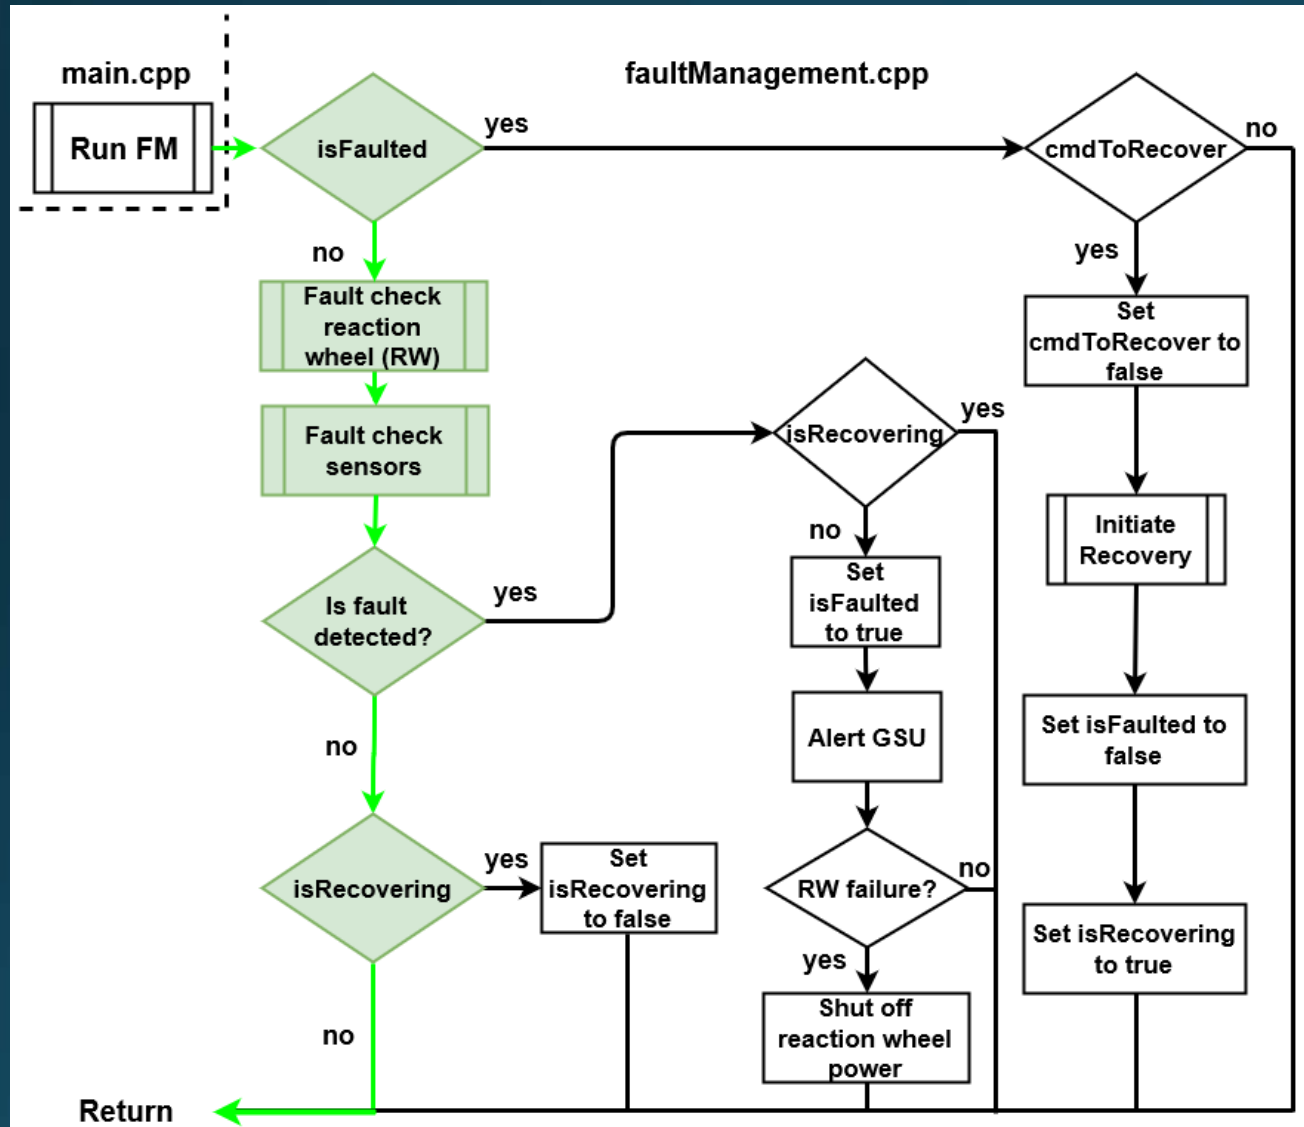 main.cpp
faultManagement.cpp
Run FM
isFaulted
yes
cmdToRecover
no
no
yes
Fault check
reaction
wheel (RW)
Set
cmdToRecover to
false
Fault check
sensors
isRecovering
yes
Initiate
Recovery
no
Set
isFaulted
to true
Is fault
detected?
yes
Alert GSU
Set isFaulted to
false
no
isRecovering
yes
Set
isRecovering
to false
RW failure?
no
Set isRecovering
to true
yes
Shut off
reaction wheel
power
no
Return